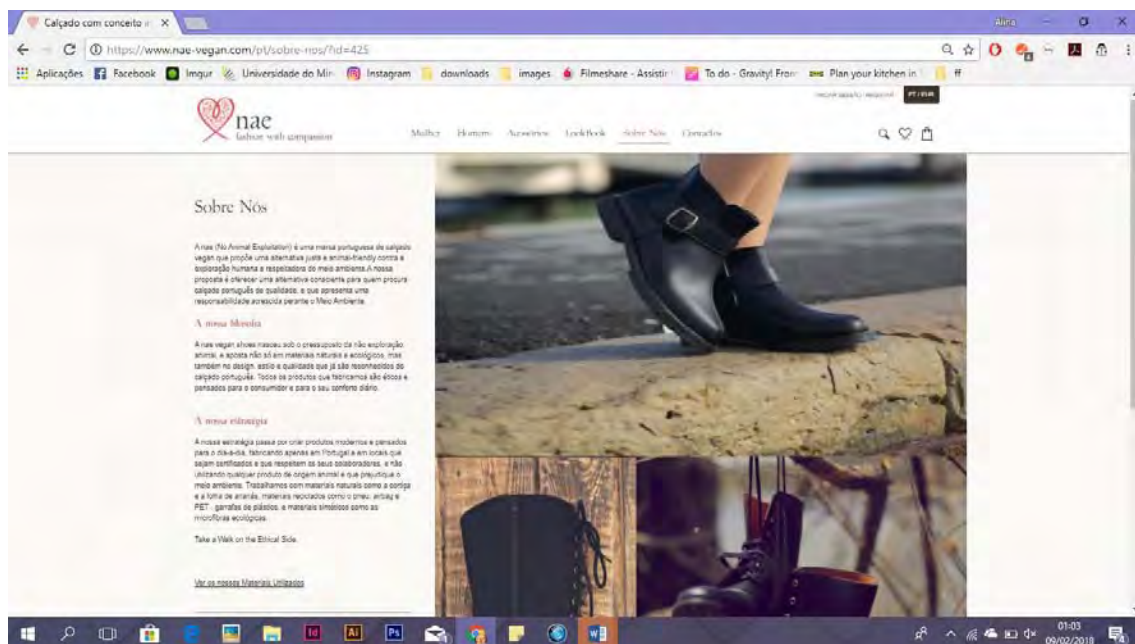 Calçado com conceito
Alina
https://www.nae-vegan.com/pt/sobre-nos/?id=425
Aplicações Facebook Imgur Universidade do Min Instagram downloads images Filmeshare - Assistir To do - Gravity! From Plan your kitchen in ff
PT / EUR
nae
fashion with compassion
Mulher Homem Acessórios LookBook Sobre Nós Contactos
Sobre Nós
A nae (No Animal Exploitation) é uma marca portuguesa de calçado
vegan que propõe uma alternativa justa e animal-friendly contra a
exploração humana e respeitadora do meio ambiente.A nossa
proposta é oferecer uma alternativa consciente para quem procura
calçado português de qualidade, e que apresenta uma
responsabilidade acrescida perante o Meio Ambiente.
A nossa filosofia
A nae vegan shoes nasceu sob o pressuposto da não exploração
animal, e aposta não só em materiais naturais e ecológicos, mas
também no design, estilo e qualidade que já são reconhecidos do
calçado português. Todos os produtos que fabricamos são éticos e
pensados para o consumidor e para o seu conforto diário.
A nossa estratégia
A nossa estratégia passa por criar produtos modernos e pensados
para o dia-a-dia, fabricando apenas em Portugal e em locais que
sejam certificados e que respeitem os seus colaboradores, e não
utilizando qualquer produto de origem animal e que prejudique o
meio ambiente. Trabalhamos com materiais naturais como a cortiça
e a folha de ananás, materiais reciclados como o pneu, airbag e
PET - garrafas de plástico, e materiais sintéticos como as
microfibras ecológicas.
Take a Walk on the Ethical Side.
Ver os nossos Materiais Utilizados
Id Ai Ps
01:03
09/02/2018